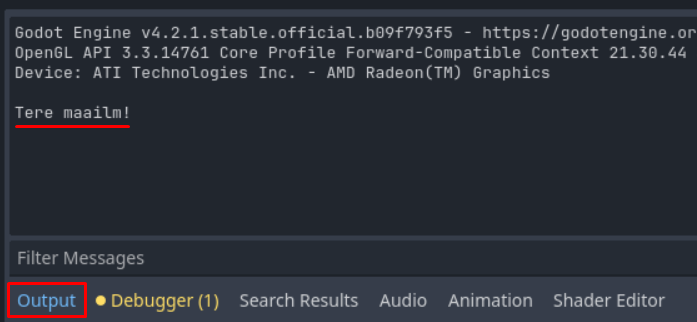 Godot Engine v4.2.1.stable.official.b09f793f5 - https://godotengine.or
OpenGL API 3.3.14761 Core Profile Forward-Compatible Context 21.30.44
Device: ATI Technologies Inc. - AMD Radeon(TM) Graphics
Tere maailm!
Filter Messages
Output Debugger (1) Search Results Audio Animation Shader Editor